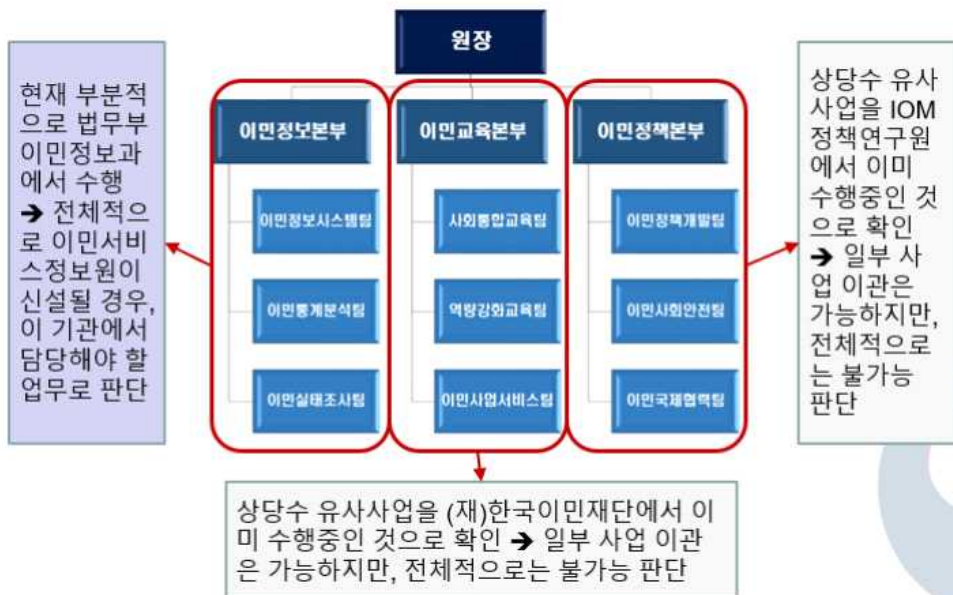 원장
현재 부분적
으로 법무부
이민정보과
에서 수행
➔ 전체적으
로 이민서비
스정보원이
신설될 경우,
이 기관에서
담당해야 할
업무로 판단
이민정보본부
이민정보시스템팀
이민통계분석팀
이민실태조사팀
이민교육본부
사회통합교육팀
역량강화교육팀
이민사업서비스팀
이민정책본부
이민정책개발팀
이민사회안전팀
이민국제협력팀
상당수 유사
사업을 IOM
정책연구원
에서 이미
수행중인 것
으로 확인
➔ 일부 사
업 이관은
가능하지만,
전체적으로
는 불가능
판단
상당수 유사사업을 (재)한국이민재단에서 이
미 수행중인 것으로 확인 ➔ 일부 사업 이관
은 가능하지만, 전체적으로는 불가능 판단